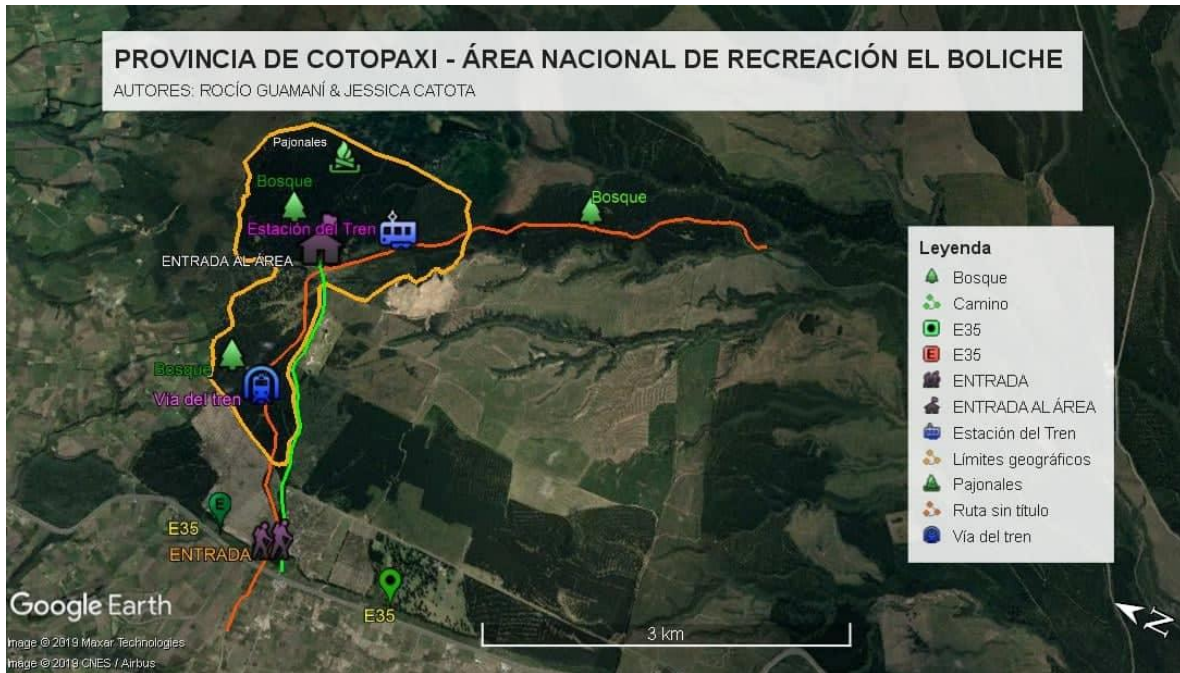 PROVINCIA DE COTOPAXI - ÁREA NACIONAL DE RECREACIÓN EL BOLICHE
AUTORES: ROCÍO GUAMANÍ & JESSICA CATOTA
Pajonales
Bosque
Bosque
Estación del Tren
ENTRADA AL ÁREA
Bosque
Vía del tren
E
E35
ENTRADA
E35
Leyenda
Bosque
Camino
E35
E
E35
ENTRADA
ENTRADA AL ÁREA
Estación del Tren
Límites geográficos
Pajonales
Ruta sin título
Vía del tren
Google Earth
Image © 2019 Maxar Technologies
Image © 2019 CNES / Airbus
3 km
N